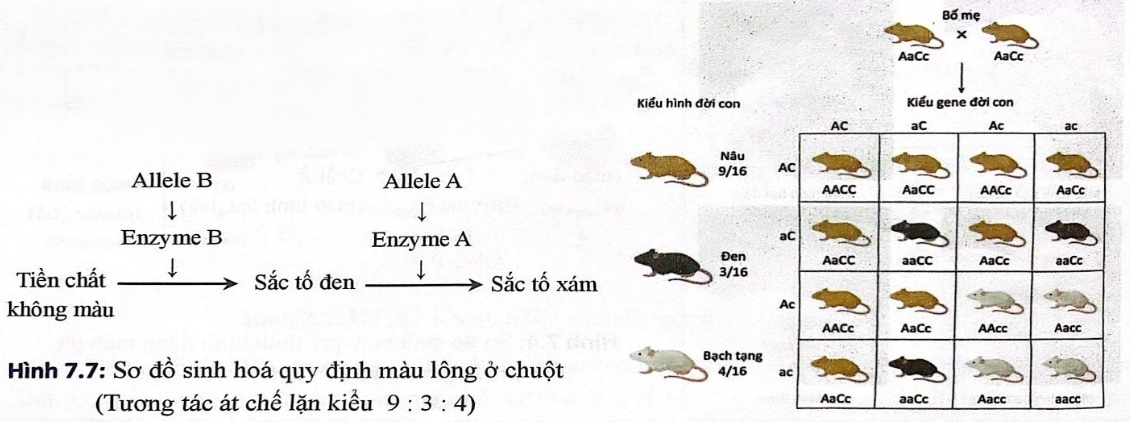 Allele B
Allele A
Enzyme B
Enzyme A
Tiền chất
không màu
Sắc tố đen
Sắc tố xám
Hình 7.7: Sơ đồ sinh hoá quy định màu lông ở chuột
(Tương tác át chế lặn kiểu 9 : 3 : 4)
Bố mẹ
×
AaCc
AaCc
Kiểu hình đời con
Kiểu gene đời con
AC
aC
Ac
ac
Nâu
9/16
AC
AACC
AaCC
AACc
AaCc
Đen
3/16
aC
AaCC
aaCC
AaCc
aaCc
Ac
AACc
AaCc
AAcc
Aacc
Bạch tạng
4/16
ac
AaCc
aaCc
Aacc
aacc